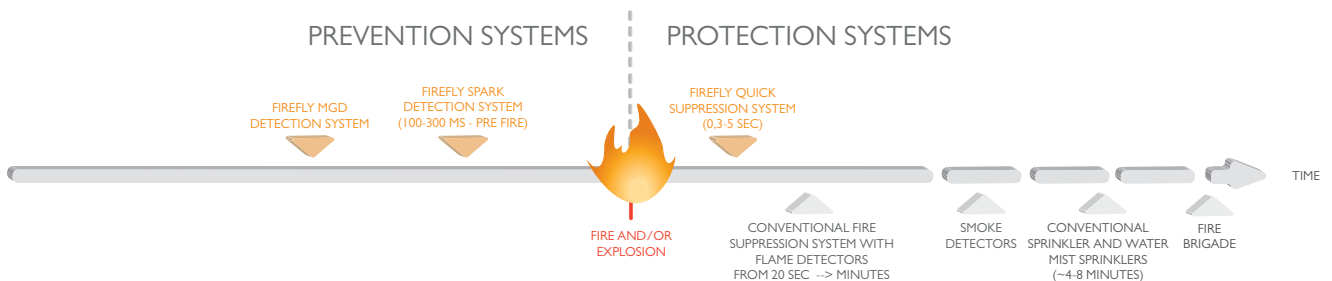 PREVENTION SYSTEMS
PROTECTION SYSTEMS
FIREFLY MGD
DETECTION SYSTEM
FIREFLY SPARK
DETECTION SYSTEM
(100-300 MS - PRE FIRE)
FIREFLY QUICK
SUPPRESSION SYSTEM
(0,3-5 SEC)
TIME
FIRE AND/OR
EXPLOSION
CONVENTIONAL FIRE
SUPPRESSION SYSTEM WITH
FLAME DETECTORS
FROM 20 SEC --> MINUTES
SMOKE
DETECTORS
CONVENTIONAL
SPRINKLER AND WATER
MIST SPRINKLERS
(~4-8 MINUTES)
FIRE
BRIGADE